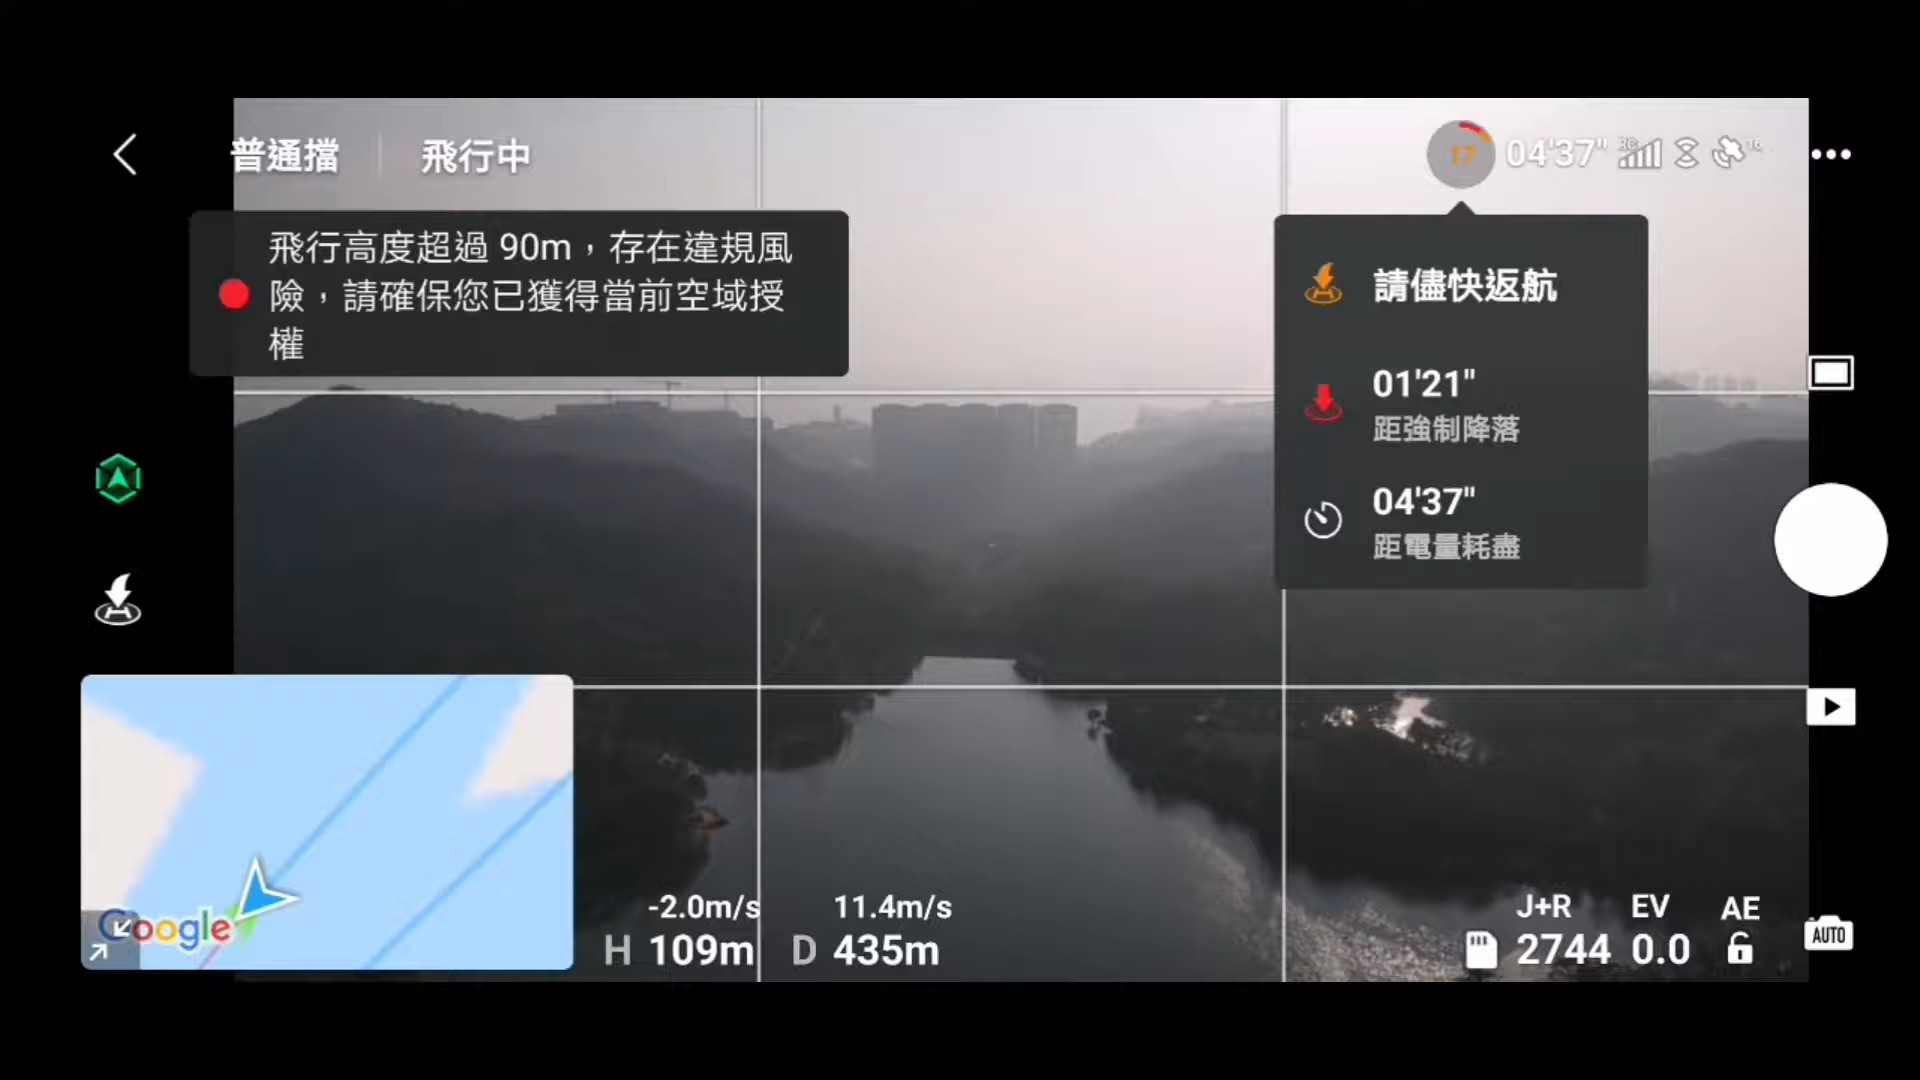 普通擋
飛行中
17
04'37"
RC
16
飛行高度超過 90m，存在違規風
險，請確保您已獲得當前空域授
權
請儘快返航
01'21"
距強制降落
04'37"
距電量耗盡
Google
-2.0m/s
11.4m/s
H 109m
D 435m
J+R
EV
AE
2744
0.0
AUTO